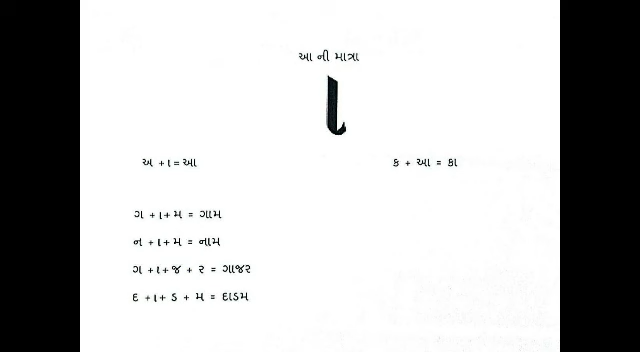 આ ની માત્રા
ા
અ + ા = આ
ક + આ = કા
ગ + ા + મ = ગામ
ન + ા + મ = નામ
ગ + ા + જ + ર = ગાજર
દ + ા + ડ + મ = દાડમ